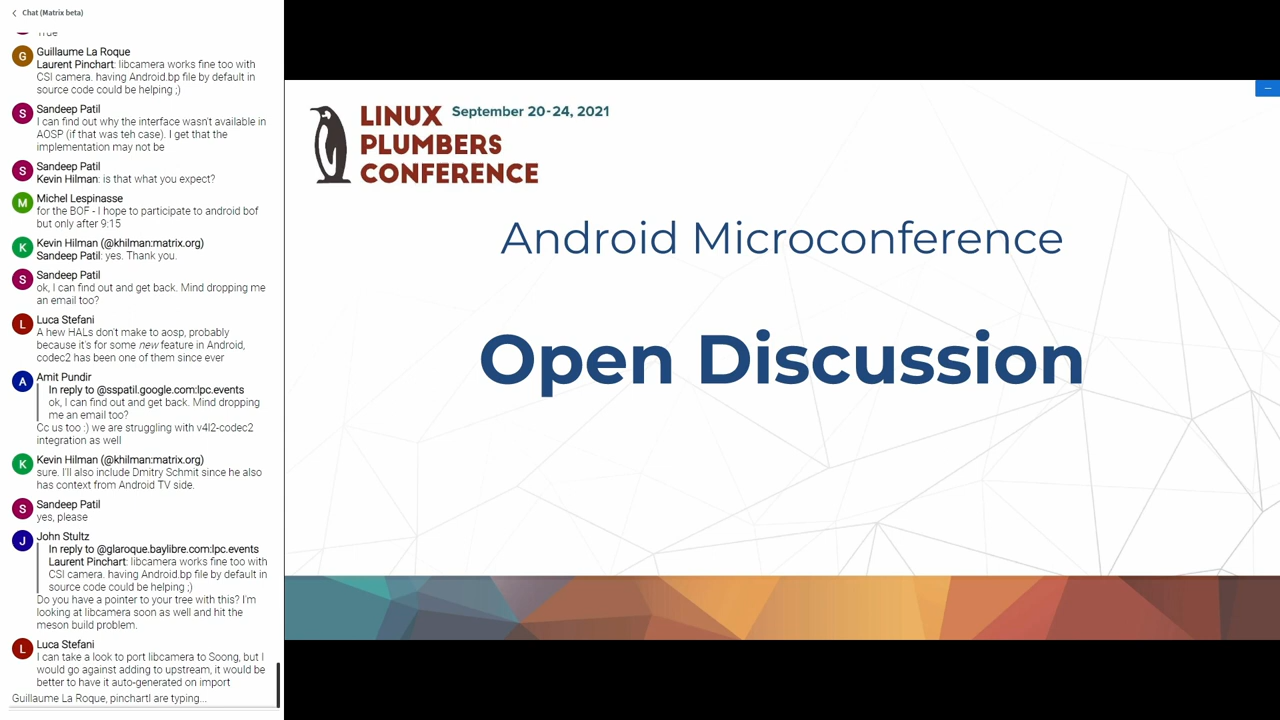 Chat (Matrix beta)
True
G
Guillaume La Roque
Laurent Pinchart: libcamera works fine too with
CSI camera. having Android.bp file by default in
source code could be helping ;)
S
Sandeep Patil
I can find out why the interface wasn't available in
AOSP (if that was teh case). I get that the
implementation may not be
S
Sandeep Patil
Kevin Hilman: is that what you expect?
M
Michel Lespinasse
for the BOF - I hope to participate to android bof
but only after 9:15
K
Kevin Hilman (@khilman:matrix.org)
Sandeep Patil: yes. Thank you.
S
Sandeep Patil
ok, I can find out and get back. Mind dropping me
an email too?
L
Luca Stefani
A hew HALs don't make to aosp, probably
because it's for some new feature in Android,
codec2 has been one of them since ever
A
Amit Pundir
In reply to @sspatil.google.com:lpc.events
ok, I can find out and get back. Mind dropping
me an email too?
Cc us too :) we are struggling with v4l2-codec2
integration as well
K
Kevin Hilman (@khilman:matrix.org)
sure. I'll also include Dmitry Schmit since he also
has context from Android TV side.
S
Sandeep Patil
yes, please
J
John Stultz
In reply to @glaroque.baylibre.com:lpc.events
Laurent Pinchart: libcamera works fine too with
CSI camera. having Android.bp file by default in
source code could be helping ;)
Do you have a pointer to your tree with this? I'm
looking at libcamera soon as well and hit the
meson build problem.
L
Luca Stefani
I can take a look to port libcamera to Soong, but I
would go against adding to upstream, it would be
better to have it auto-generated on import
Guillaume La Roque, pinchartl are typing...
LINUX
PLUMBERS
CONFERENCE
September 20-24, 2021
Android Microconference
Open Discussion